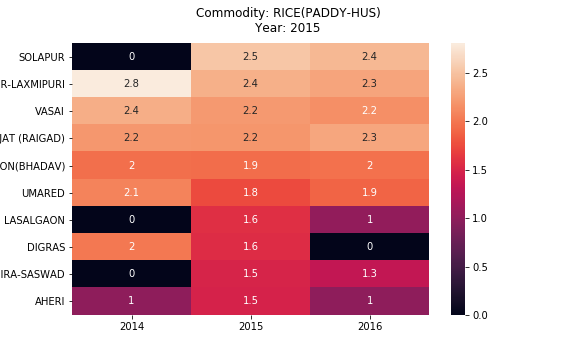 Commodity: RICE(PADDY-HUS)
Year: 2015
SOLAPUR 0 2.5 2.4
R-LAXMIPURI 2.8 2.4 2.3
VASAI 2.4 2.2 2.2
JAT (RAIGAD) 2.2 2.2 2.3
ON(BHADAV) 2 1.9 2
UMARED 2.1 1.8 1.9
LASALGAON 0 1.6 1
DIGRAS 2 1.6 0
IRA-SASWAD 0 1.5 1.3
AHERI 1 1.5 1
2014 2015 2016
2.5
2.0
1.5
1.0
0.5
0.0